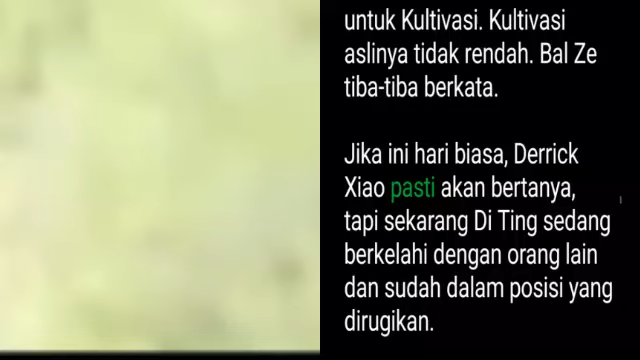 untuk Kultivasi. Kultivasi
aslinya tidak rendah. Bal Ze
tiba-tiba berkata.
Jika ini hari biasa, Derrick
Xiao pasti akan bertanya,
tapi sekarang Di Ting sedang
berkelahi dengan orang lain
dan sudah dalam posisi yang
dirugikan.